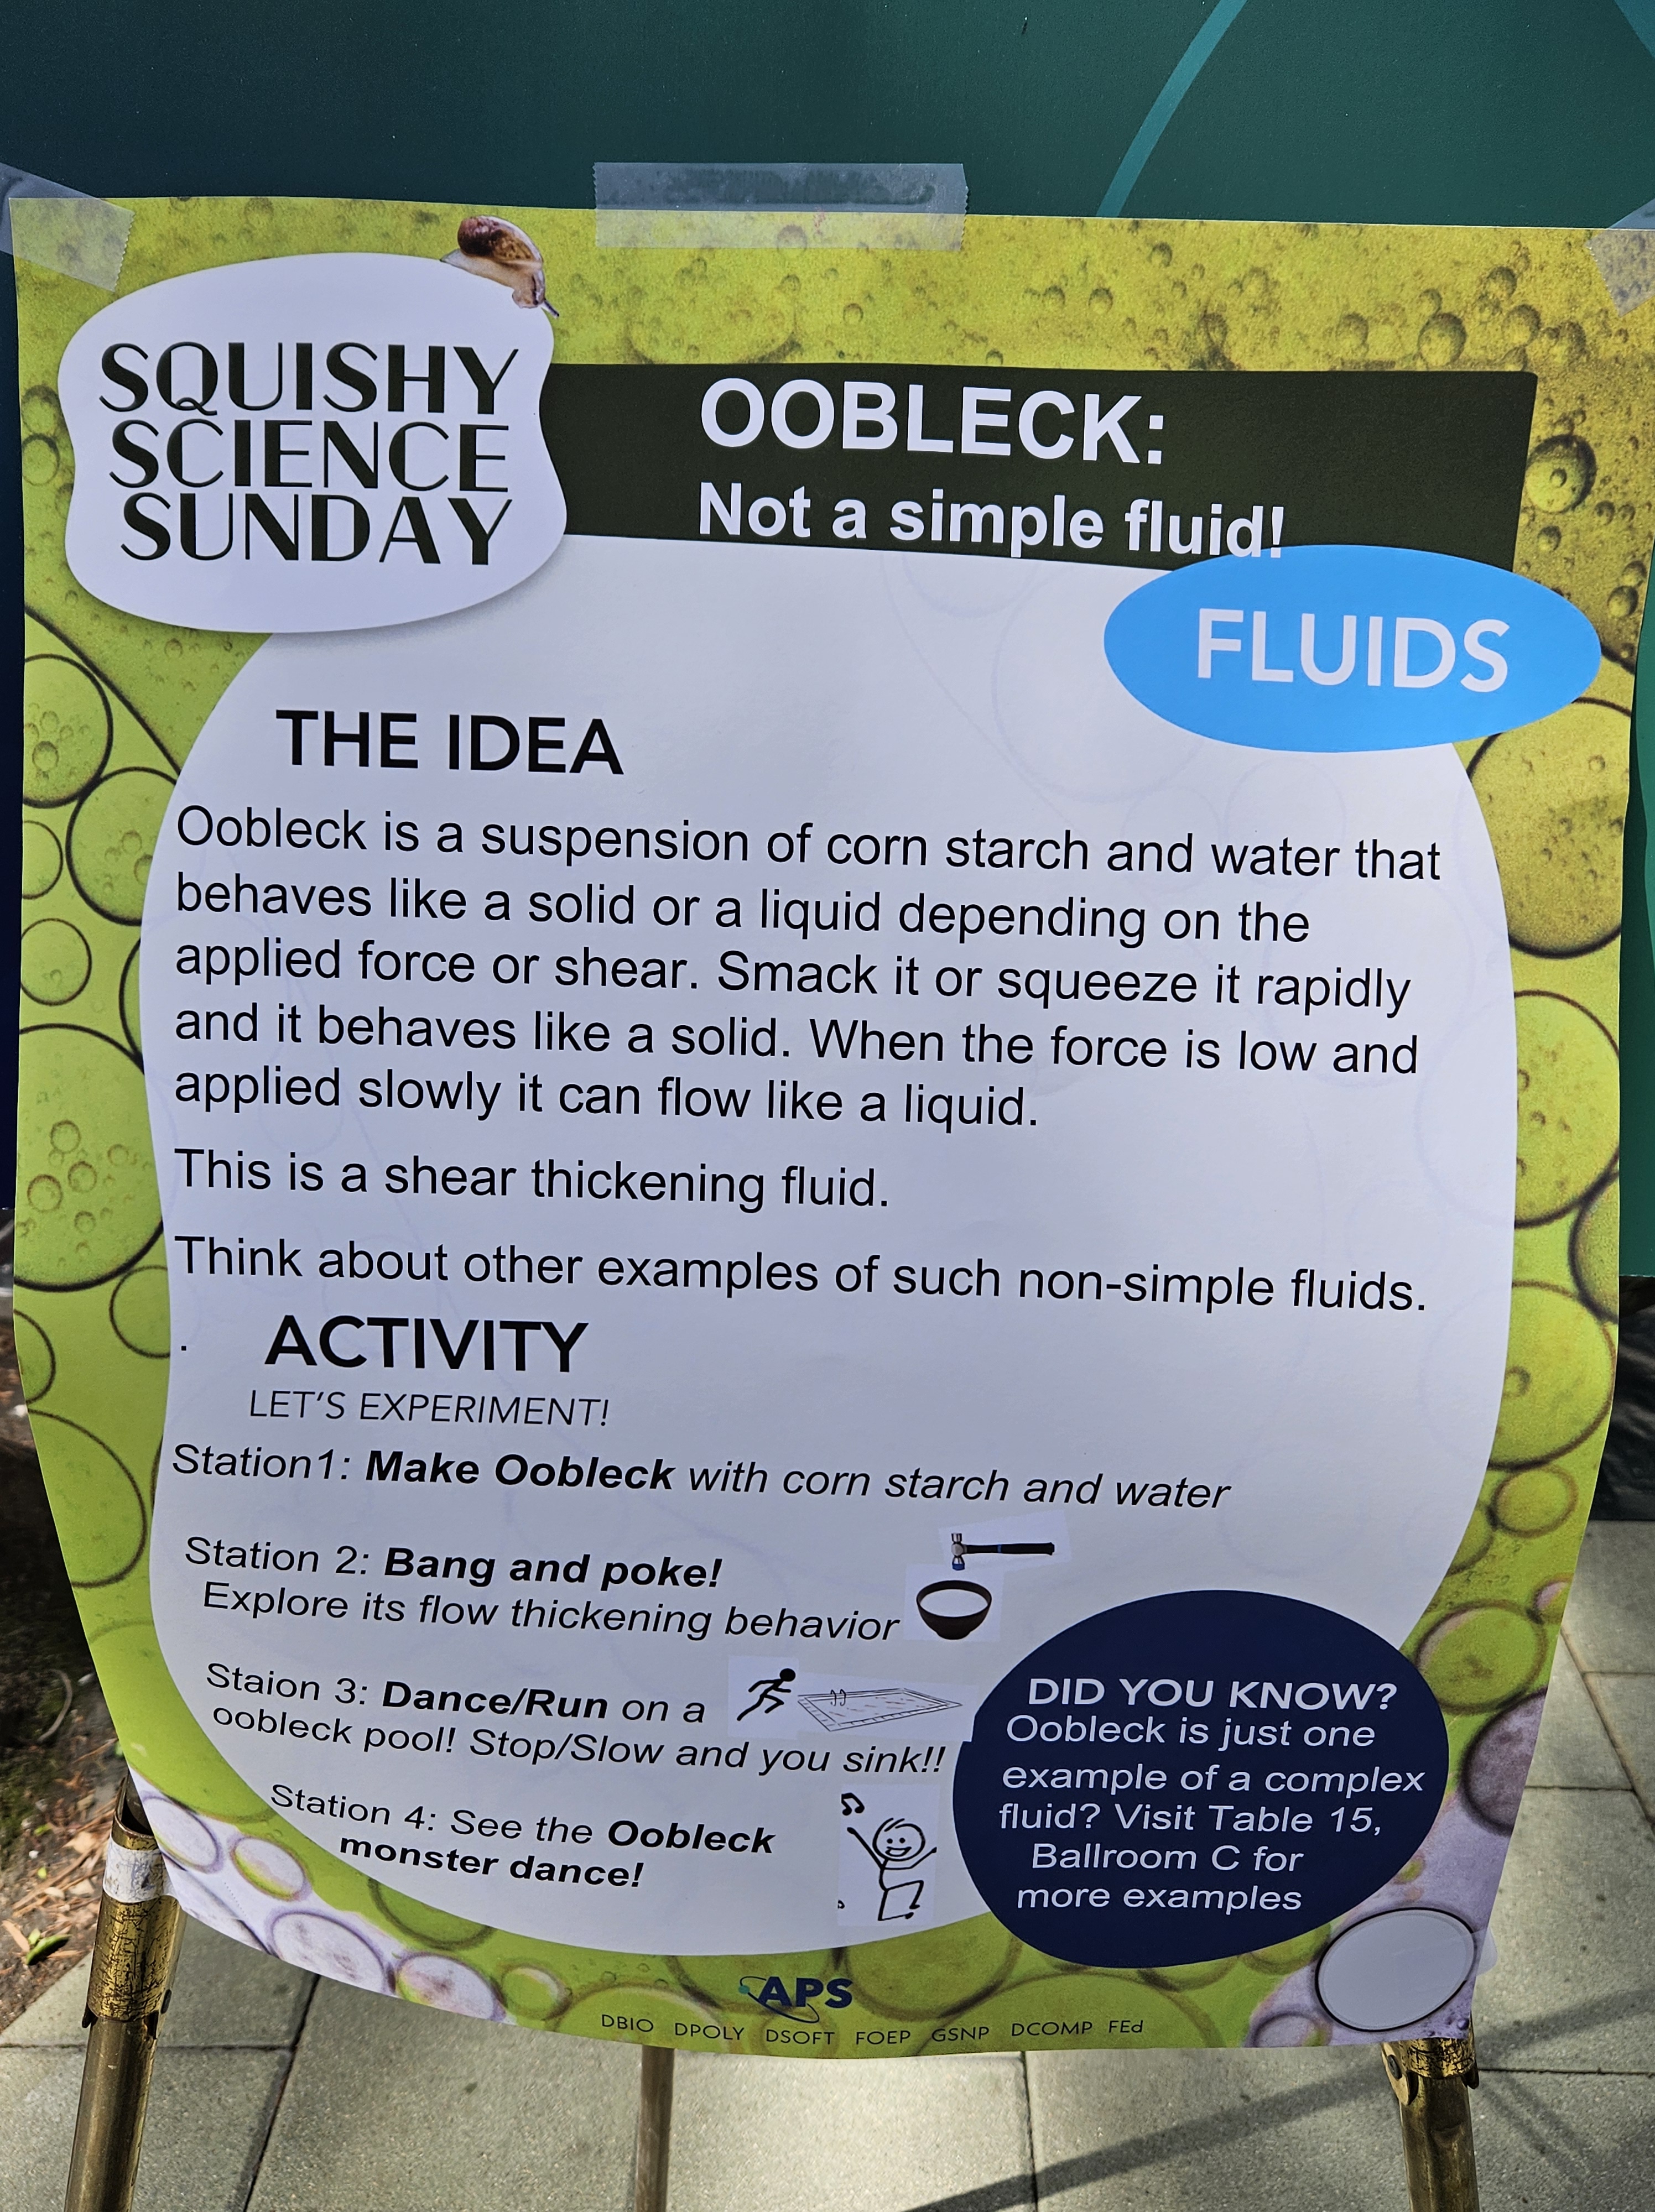 SQUISHY
SCIENCE
SUNDAY
OOBLECK:
Not a simple fluid!
FLUIDS
THE IDEA
Oobleck is a suspension of corn starch and water that
behaves like a solid or a liquid depending on the
applied force or shear. Smack it or squeeze it rapidly
and it behaves like a solid. When the force is low and
applied slowly it can flow like a liquid.
This is a shear thickening fluid.
Think about other examples of such non-simple fluids.
.
ACTIVITY
LET'S EXPERIMENT!
Station1: Make Oobleck with corn starch and water
Station 2: Bang and poke!
Explore its flow thickening behavior
Staion 3: Dance/Run on a
oobleck pool! Stop/Slow and you sink!!
Station 4: See the Oobleck
monster dance!
DID YOU KNOW?
Oobleck is just one
example of a complex
fluid? Visit Table 15,
Ballroom C for
more examples
APS
DBIO DPOLY DSOFT FOEP GSNP DCOMP FEd